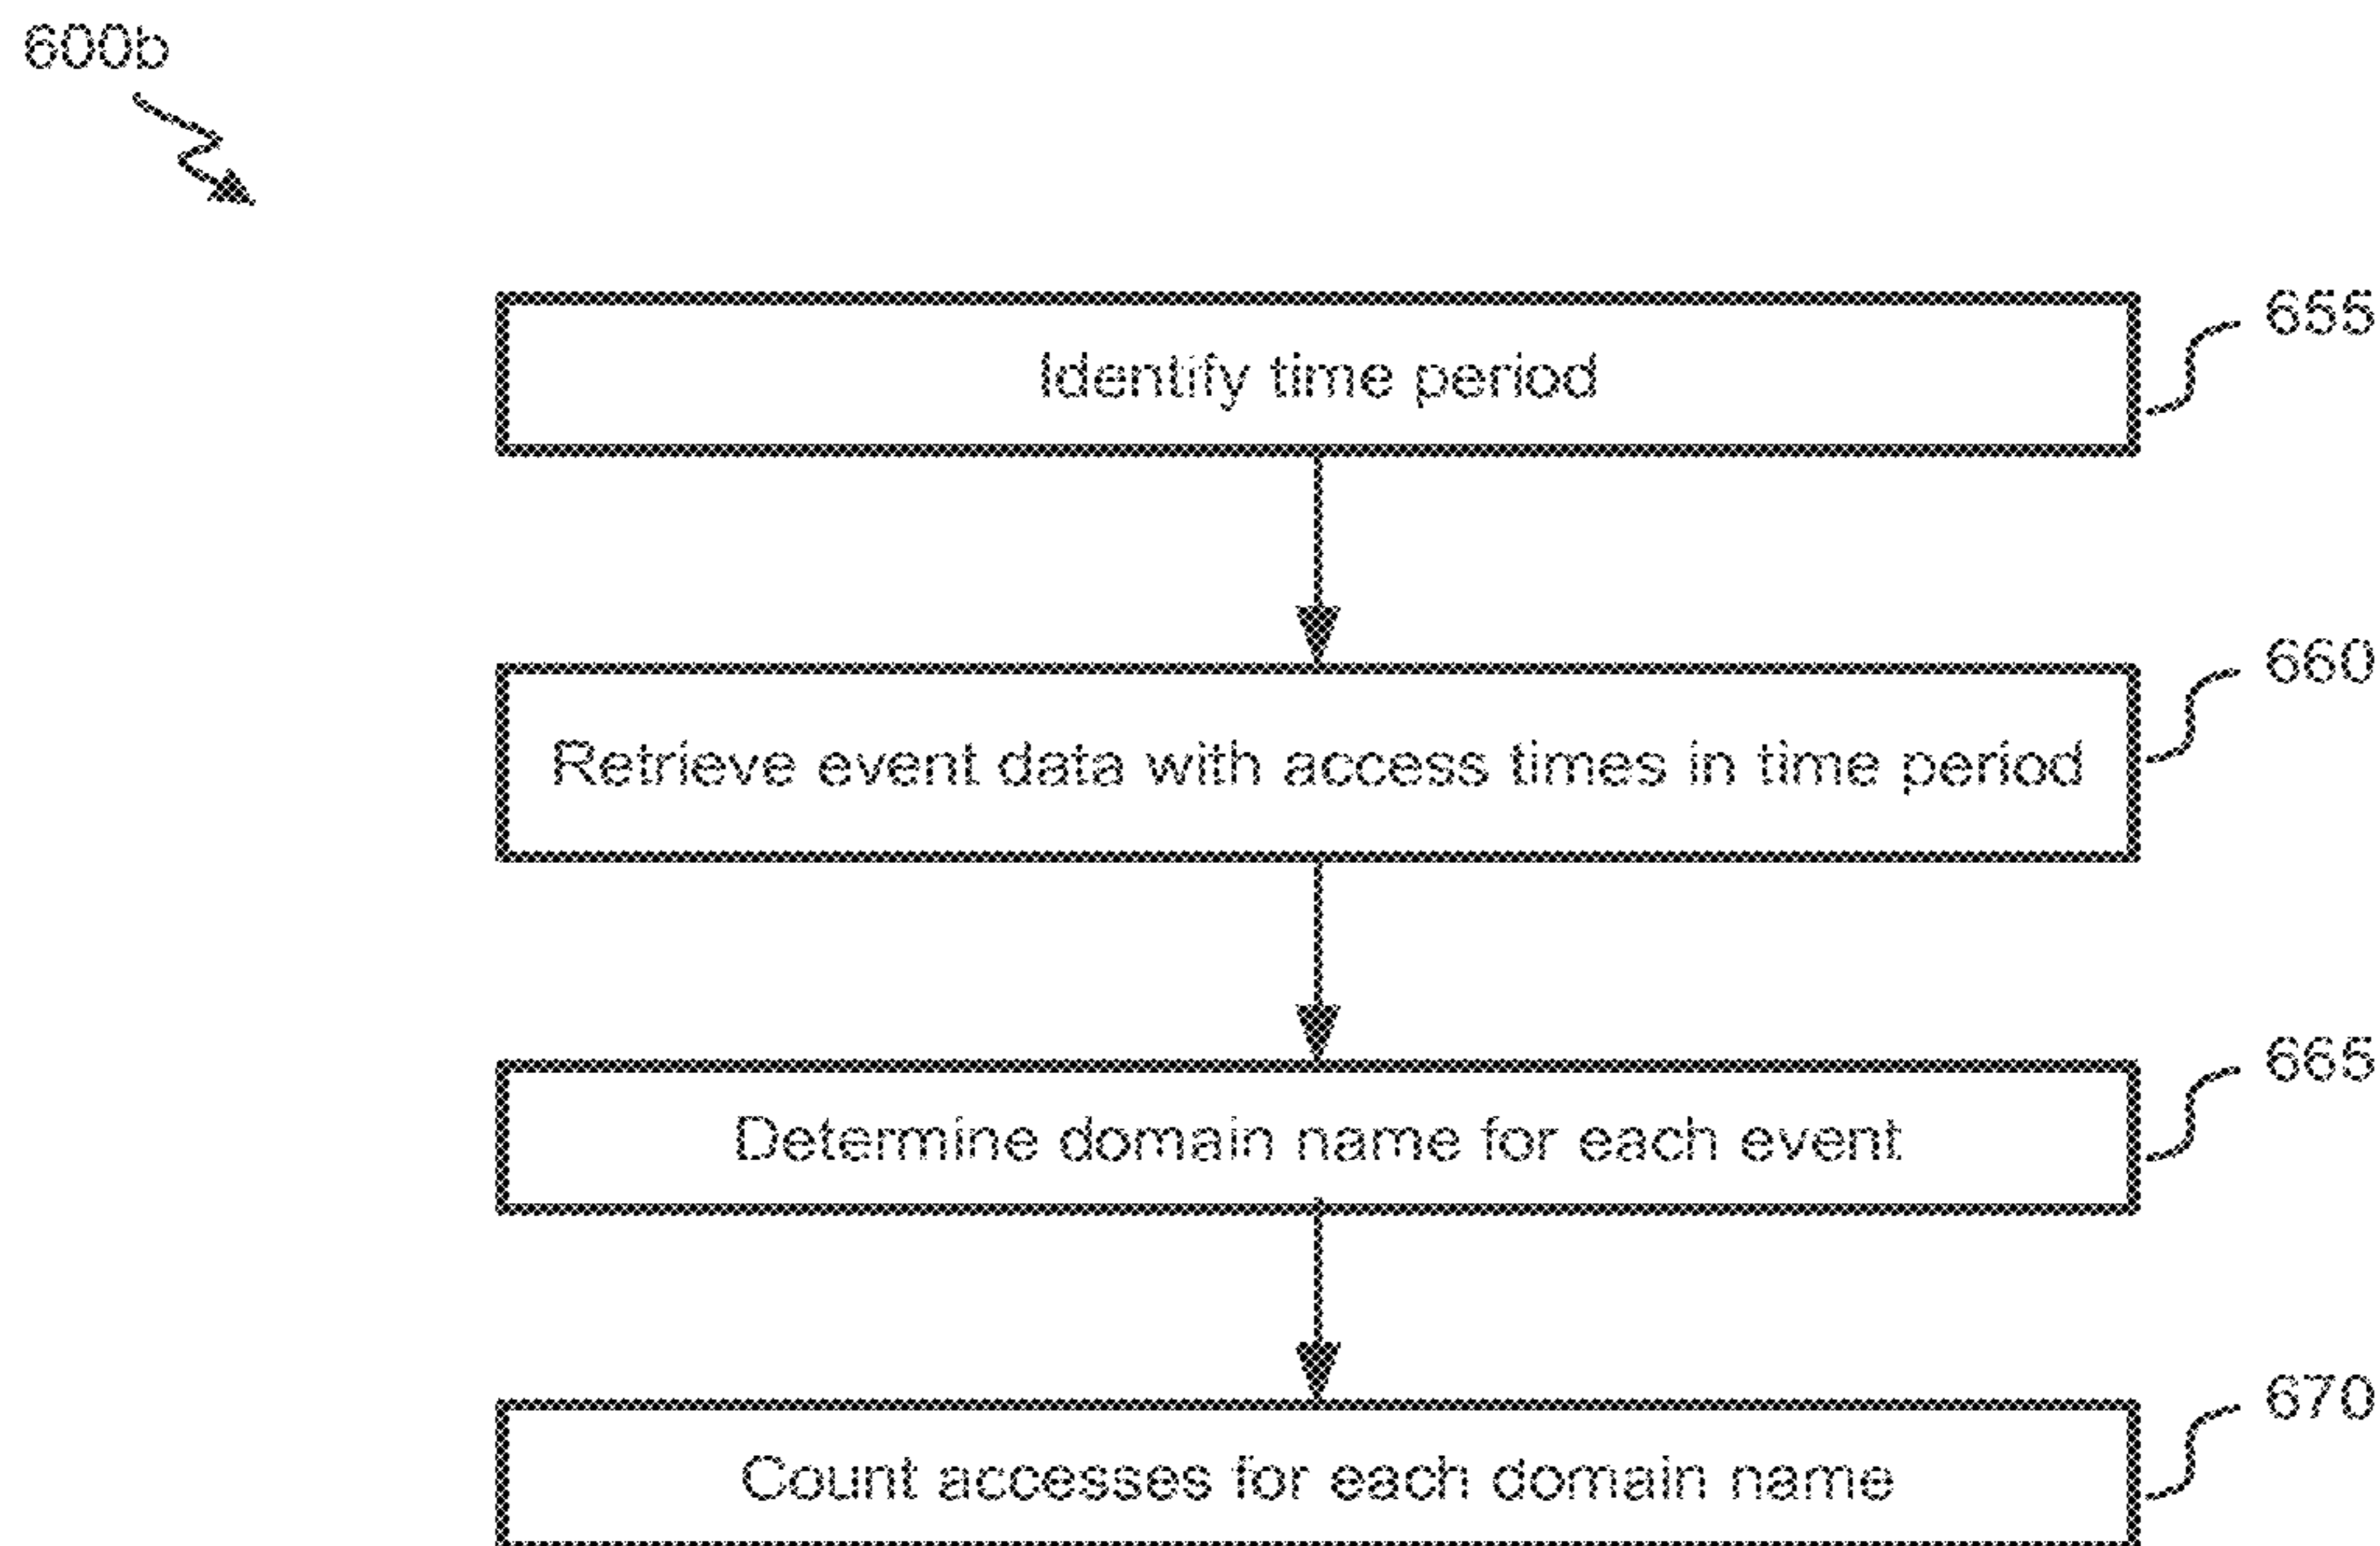 600b
Identify time period
655
Retrieve event data with access times in time period
660
Determine domain name for each event
665
Count accesses for each domain name
670